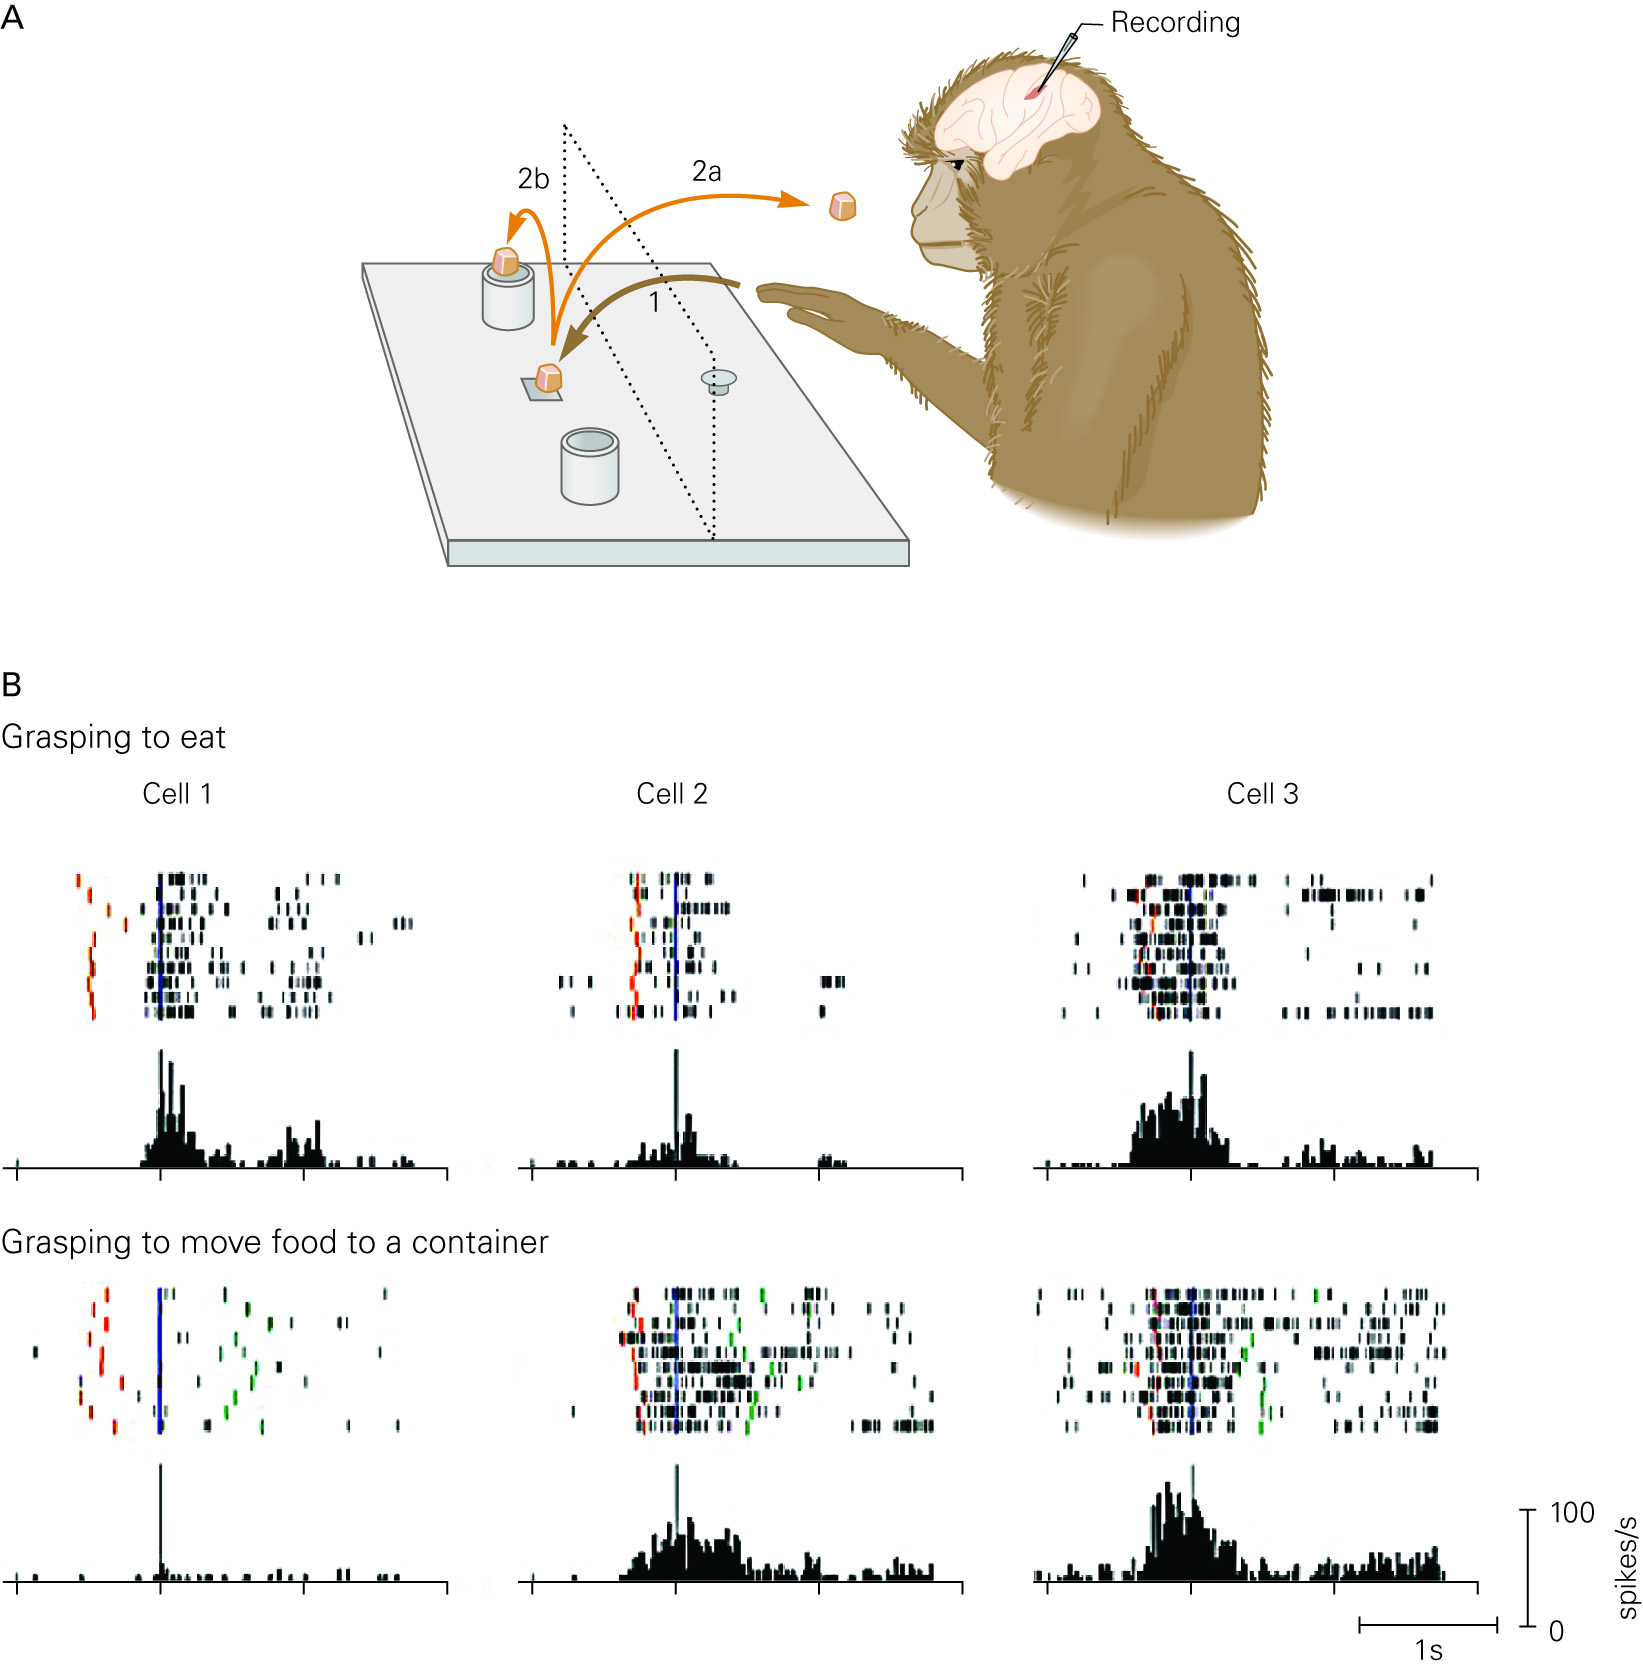 A
Recording
2b
2a
1
B
Grasping to eat
Cell 1
Cell 2
Cell 3
Grasping to move food to a container
100
spikes/s
0
1s